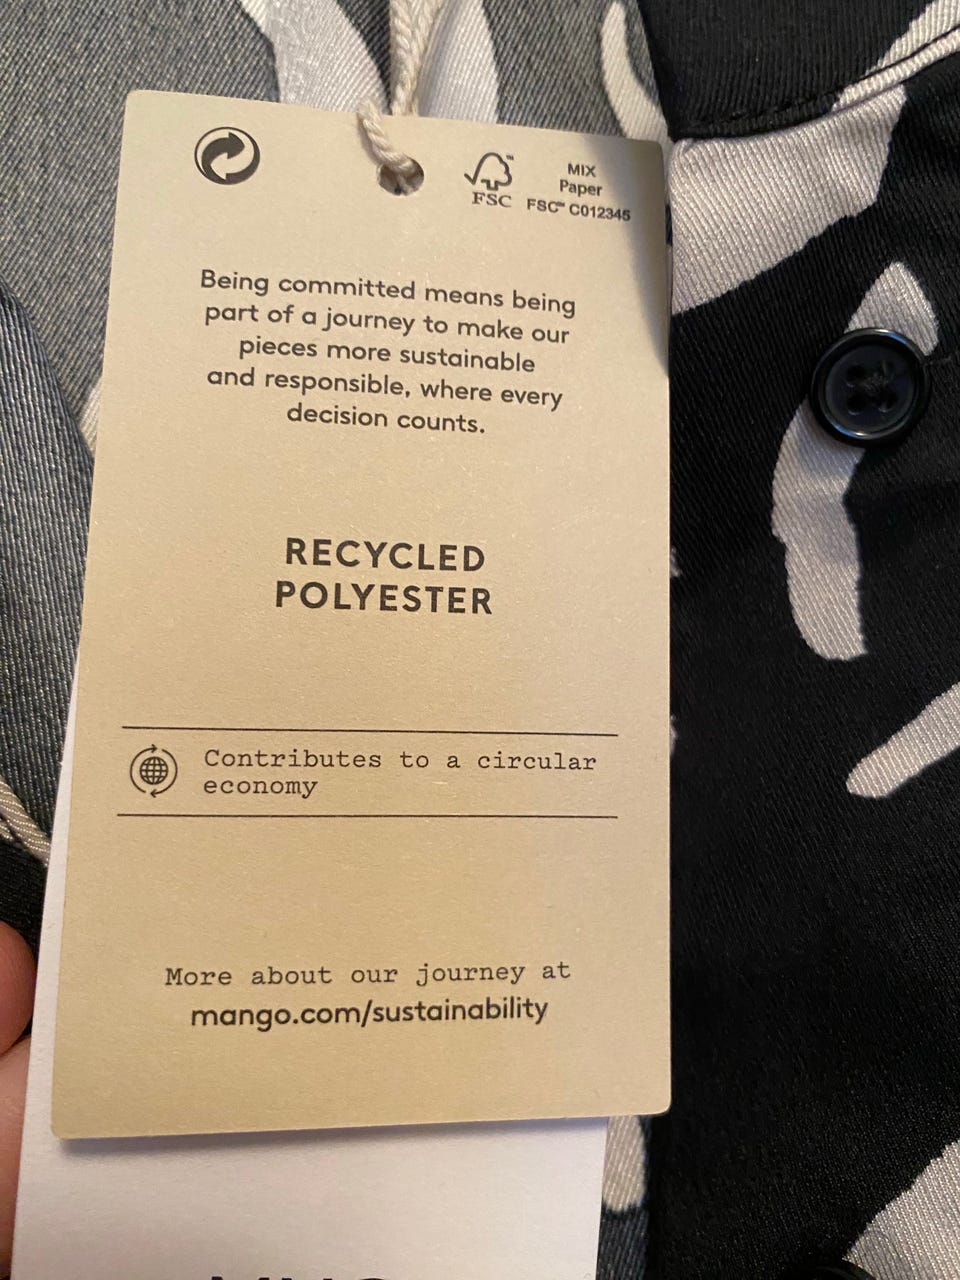 FSC
MIX
Paper
FSC™ C012345
Being committed means being
part of a journey to make our
pieces more sustainable
and responsible, where every
decision counts.
RECYCLED
POLYESTER
Contributes to a circular
economy
More about our journey at
mango.com/sustainability